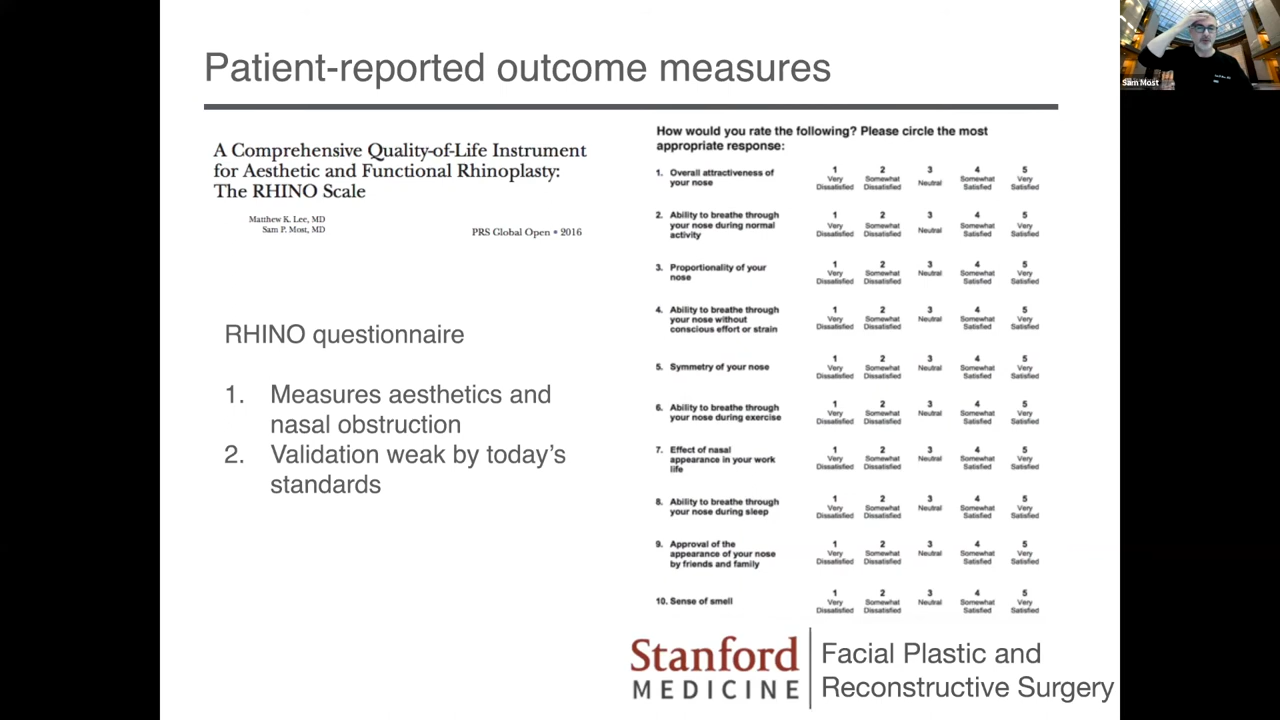 Patient-reported outcome measures
A Comprehensive Quality-of-Life Instrument
for Aesthetic and Functional Rhinoplasty:
The RHINO Scale
Matthew K. Lee, MD
Sam P. Most, MD
PRS Global Open • 2016
RHINO questionnaire
1. Measures aesthetics and
nasal obstruction
2. Validation weak by today’s
standards
How would you rate the following? Please circle the most
appropriate response:
1. Overall attractiveness of
your nose
1 2 3 4 5
Very Somewhat Neutral Somewhat Very
Dissatisfied Dissatisfied Satisfied Satisfied
2. Ability to breathe through
your nose during normal
activity
1 2 3 4 5
Very Somewhat Neutral Somewhat Very
Dissatisfied Dissatisfied Satisfied Satisfied
3. Proportionality of your
nose
1 2 3 4 5
Very Somewhat Neutral Somewhat Very
Dissatisfied Dissatisfied Satisfied Satisfied
4. Ability to breathe through
your nose without
conscious effort or strain
1 2 3 4 5
Very Somewhat Neutral Somewhat Very
Dissatisfied Dissatisfied Satisfied Satisfied
5. Symmetry of your nose
1 2 3 4 5
Very Somewhat Neutral Somewhat Very
Dissatisfied Dissatisfied Satisfied Satisfied
6. Ability to breathe through
your nose during exercise
1 2 3 4 5
Very Somewhat Neutral Somewhat Very
Dissatisfied Dissatisfied Satisfied Satisfied
7. Effect of nasal
appearance in your work
life
1 2 3 4 5
Very Somewhat Neutral Somewhat Very
Dissatisfied Dissatisfied Satisfied Satisfied
8. Ability to breathe through
your nose during sleep
1 2 3 4 5
Very Somewhat Neutral Somewhat Very
Dissatisfied Dissatisfied Satisfied Satisfied
9. Approval of the
appearance of your nose
by friends and family
1 2 3 4 5
Very Somewhat Neutral Somewhat Very
Dissatisfied Dissatisfied Satisfied Satisfied
10. Sense of smell
1 2 3 4 5
Very Somewhat Neutral Somewhat Very
Dissatisfied Dissatisfied Satisfied Satisfied
Stanford
MEDICINE
Facial Plastic and
Reconstructive Surgery
Sam Most